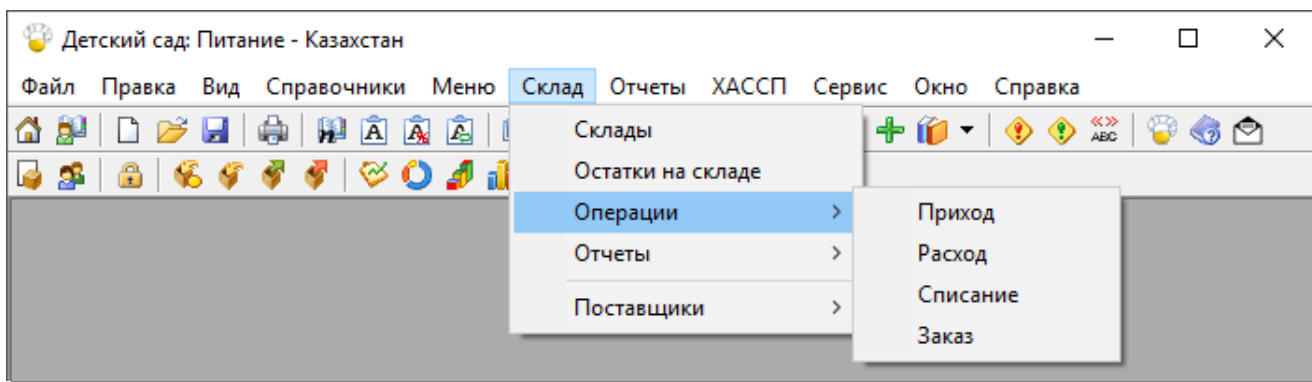 Детский сад: Питание - Казахстан
Файл Правка Вид Справочники Меню Склад Отчеты ХАССП Сервис Окно Справка
Склады
Остатки на складе
Операции
Отчеты
Поставщики
Приход
Расход
Списание
Заказ
ABC